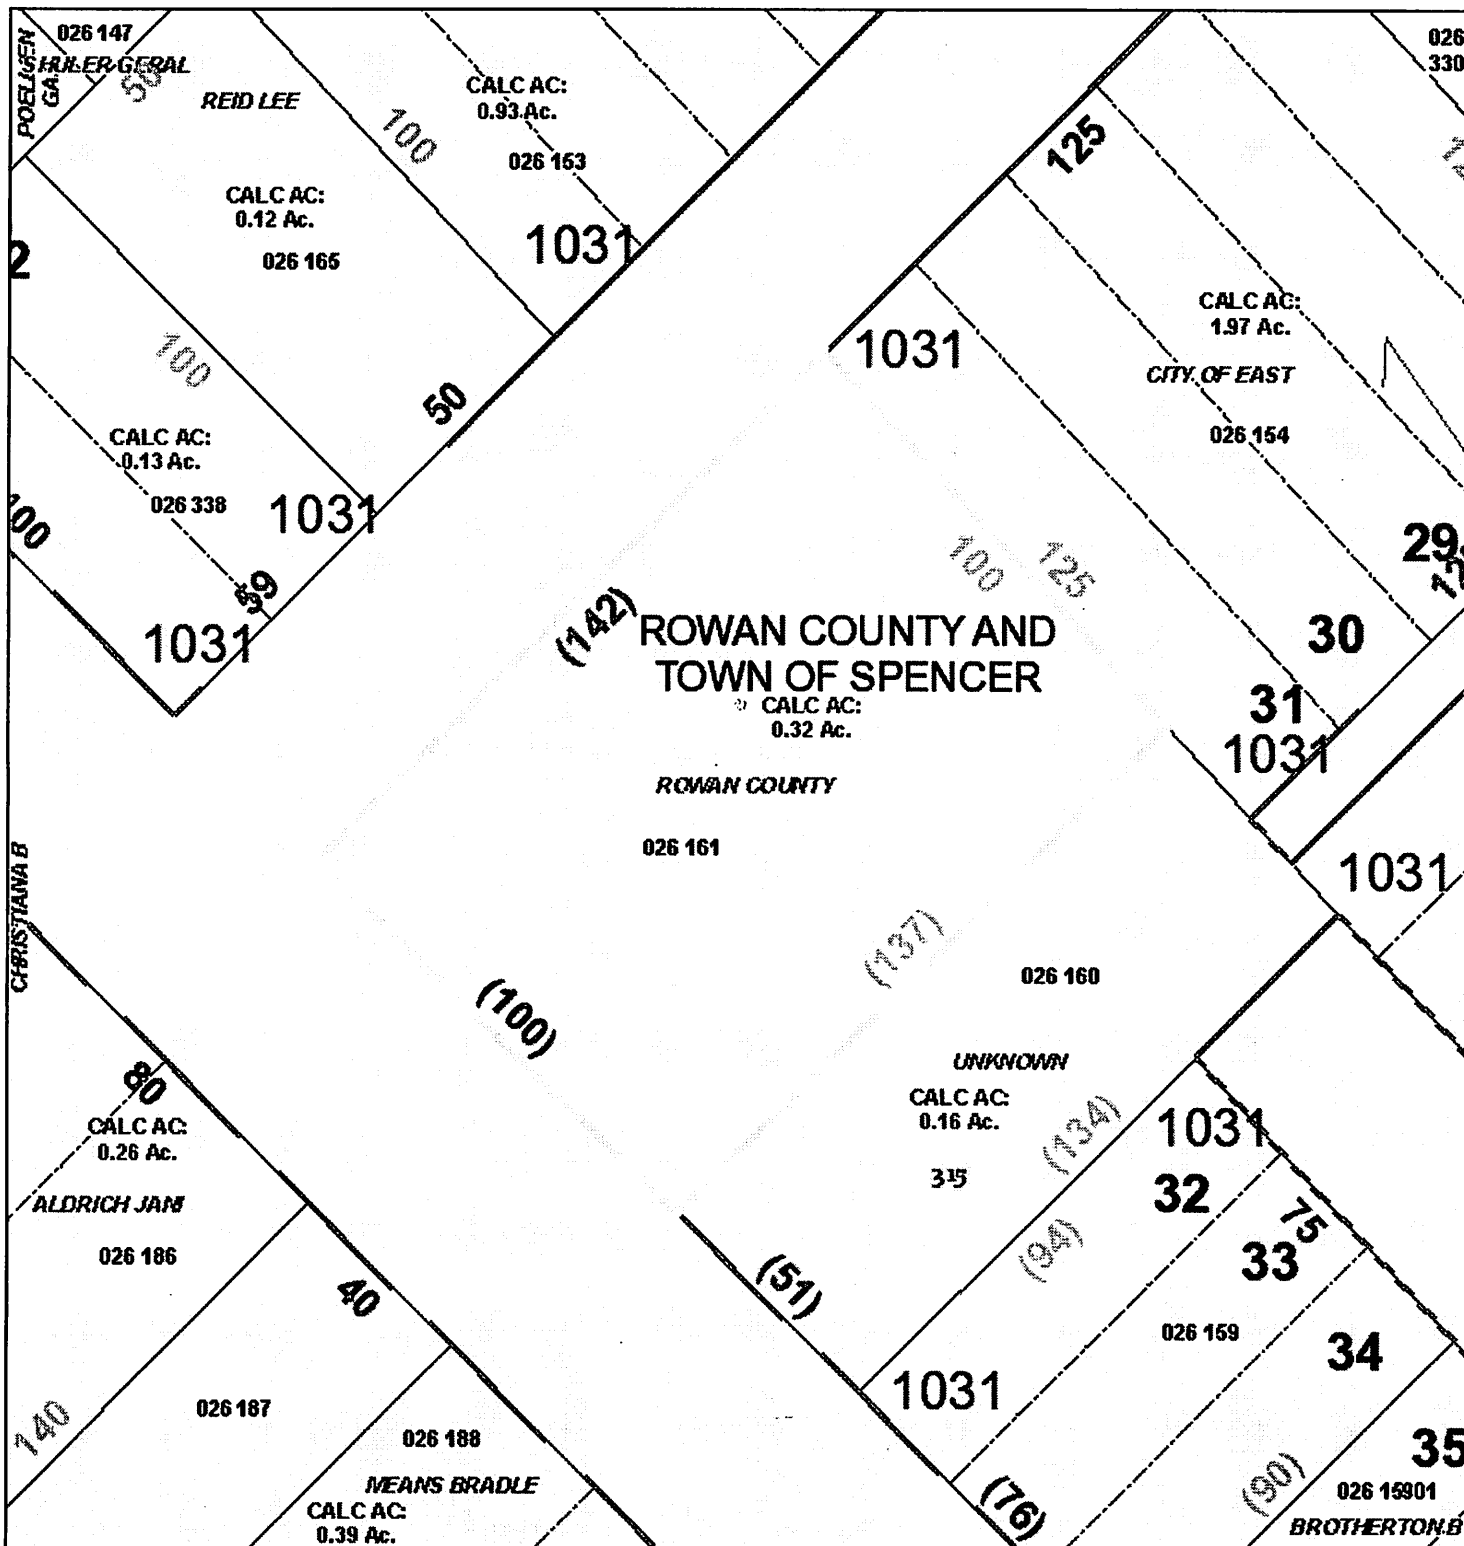 026 147
SHULER GERAL
POELLIEN
GA
50
REID LEE
100
CALC AC:
0.93 Ac.
026 153
1031
CALC AC:
0.12 Ac.
026 165
2
100
50
CALC AC:
0.13 Ac.
026 338
1031
100
59
1031
026
330
125
1031
CALC AC:
1.97 Ac.
CITY OF EAST
026 154
29
30
31
1031
1031
100
125
(142)
ROWAN COUNTY AND
TOWN OF SPENCER
CALC AC:
0.32 Ac.
ROWAN COUNTY
026 161
CHRISTIANA B
(100)
(137)
026 160
UNKNOWN
CALC AC:
0.16 Ac.
315
(134)
1031
32
(94)
75
33
(51)
026 159
34
1031
35
(76)
(90)
026 15901
BROTHERTON B
80
CALC AC:
0.26 Ac.
ALDRICH JANI
026 186
40
140
026 187
026 188
MEANS BRADLE
CALC AC:
0.39 Ac.